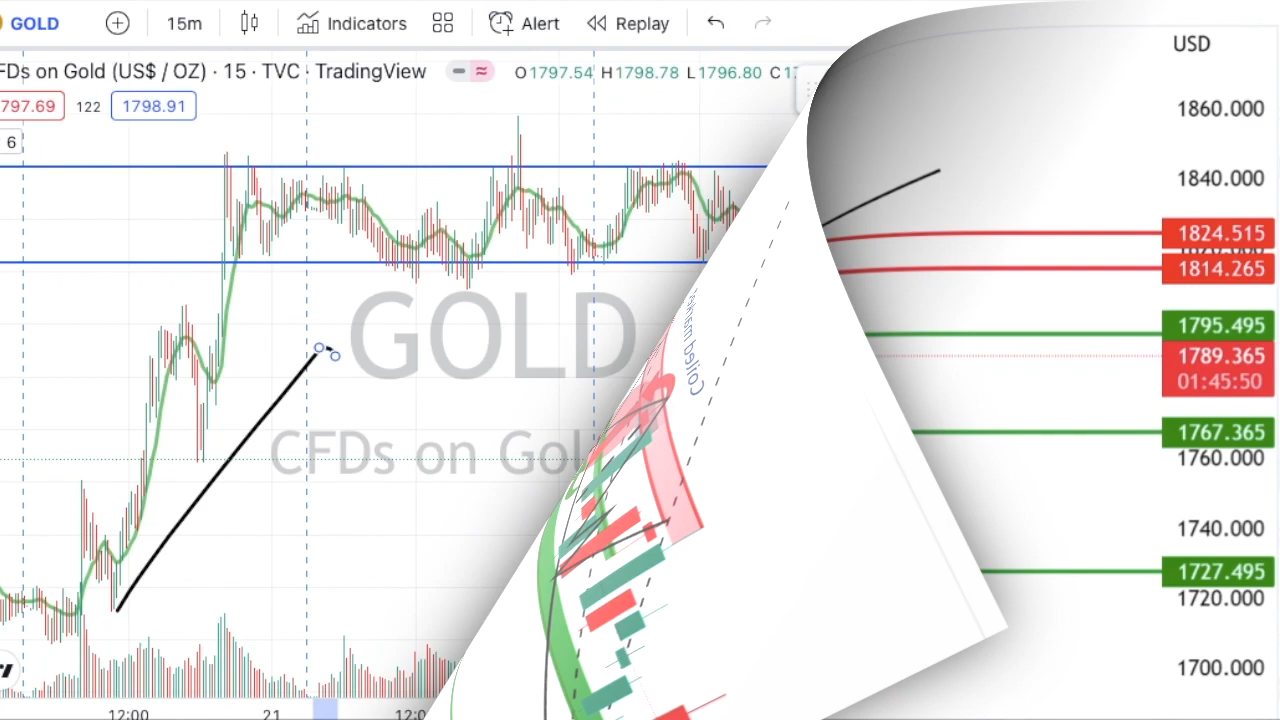 GOLD
15m
Indicators
Alert
Replay
FDs on Gold (US$ / OZ) · 15 · TVC · TradingView
O1797.54 H1798.78 L1796.80 C1
797.69 122 1798.91
6
GOLD
CFDs on Gol
Coiled
12:00
21
12:0
USD
1860.000
1840.000
1824.515
1814.265
1795.495
1789.365
01:45:50
1767.365
1760.000
1740.000
1727.495
1720.000
1700.000